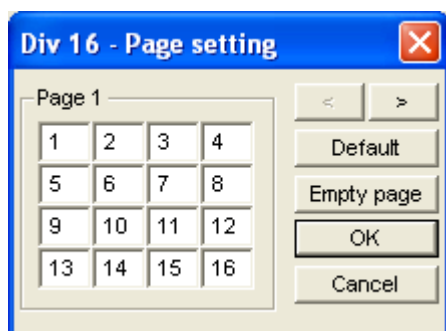 Div 16 - Page setting
Page 1
1 2 3 4
5 6 7 8
9 10 11 12
13 14 15 16
< >
Default
Empty page
OK
Cancel